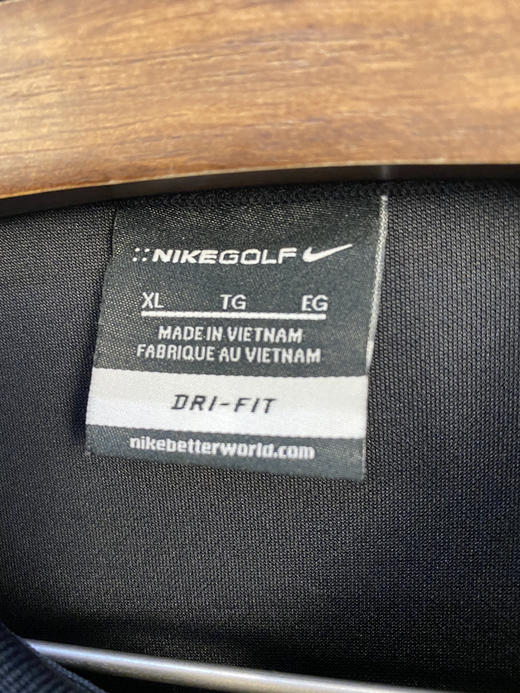 NIKEGOLF
XL TG EG
MADE IN VIETNAM
FABRIQUE AU VIETNAM
DRI-FIT
nikebetterworld.com